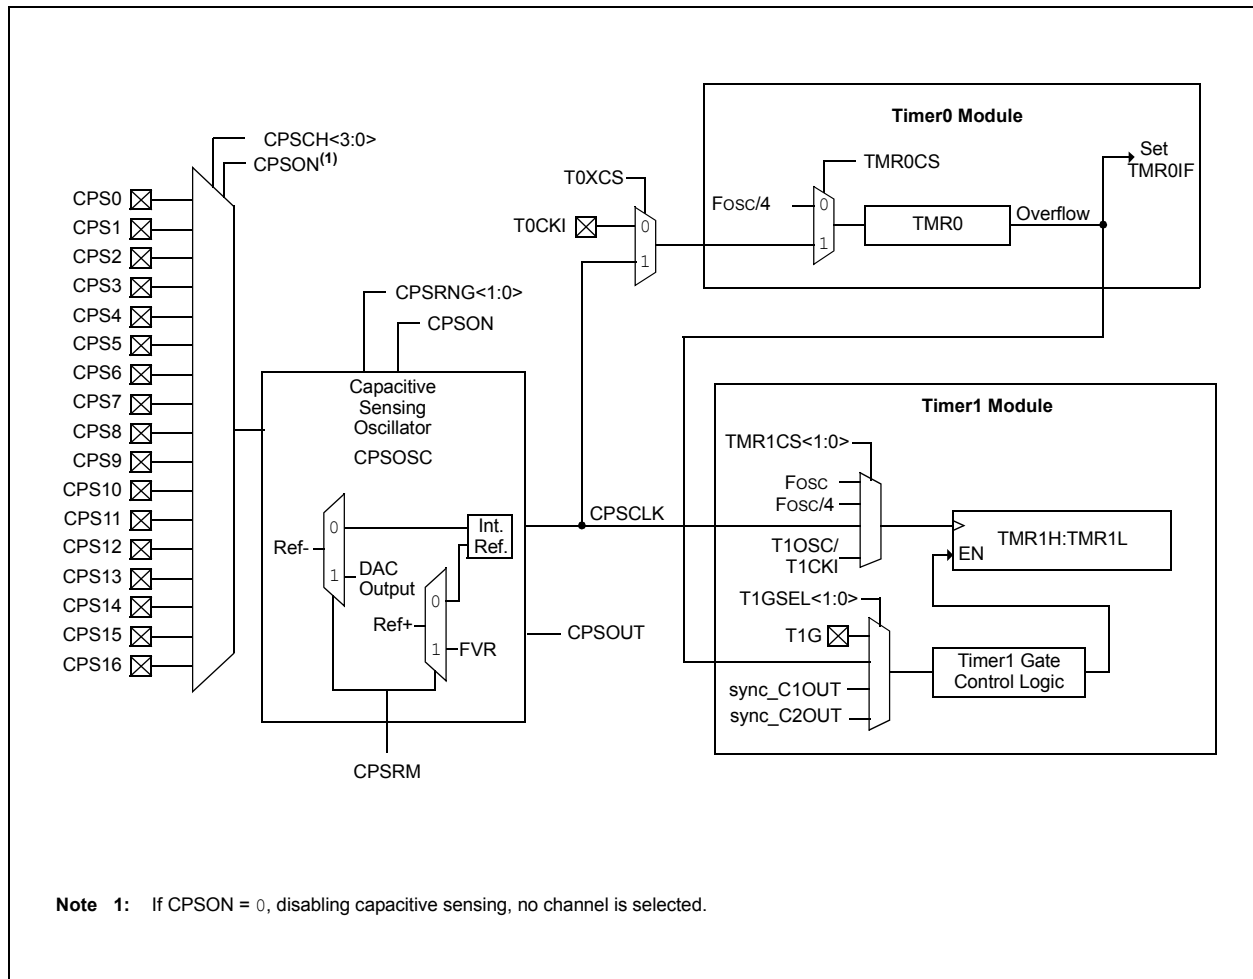 CPSCH<3:0>
CPSON(1)
CPS0
CPS1
CPS2
CPS3
CPS4
CPS5
CPS6
CPS7
CPS8
CPS9
CPS10
CPS11
CPS12
CPS13
CPS14
CPS15
CPS16
CPSRNG<1:0>
CPSON
Capacitive
Sensing
Oscillator
CPSOSC
0
Ref-
1
DAC
Output
Int.
Ref.
0
Ref+
1
FVR
CPSRM
CPSCLK
CPSOUT
T0XCS
T0CKI
0
1
Timer0 Module
TMR0CS
FOSC/4
0
1
TMR0
Overflow
Set
TMR0IF
Timer1 Module
TMR1CS<1:0>
FOSC
FOSC/4
T1OSC/
T1CKI
EN
TMR1H:TMR1L
T1GSEL<1:0>
T1G
sync_C1OUT
sync_C2OUT
Timer1 Gate
Control Logic
Note 1: If CPSON = 0, disabling capacitive sensing, no channel is selected.